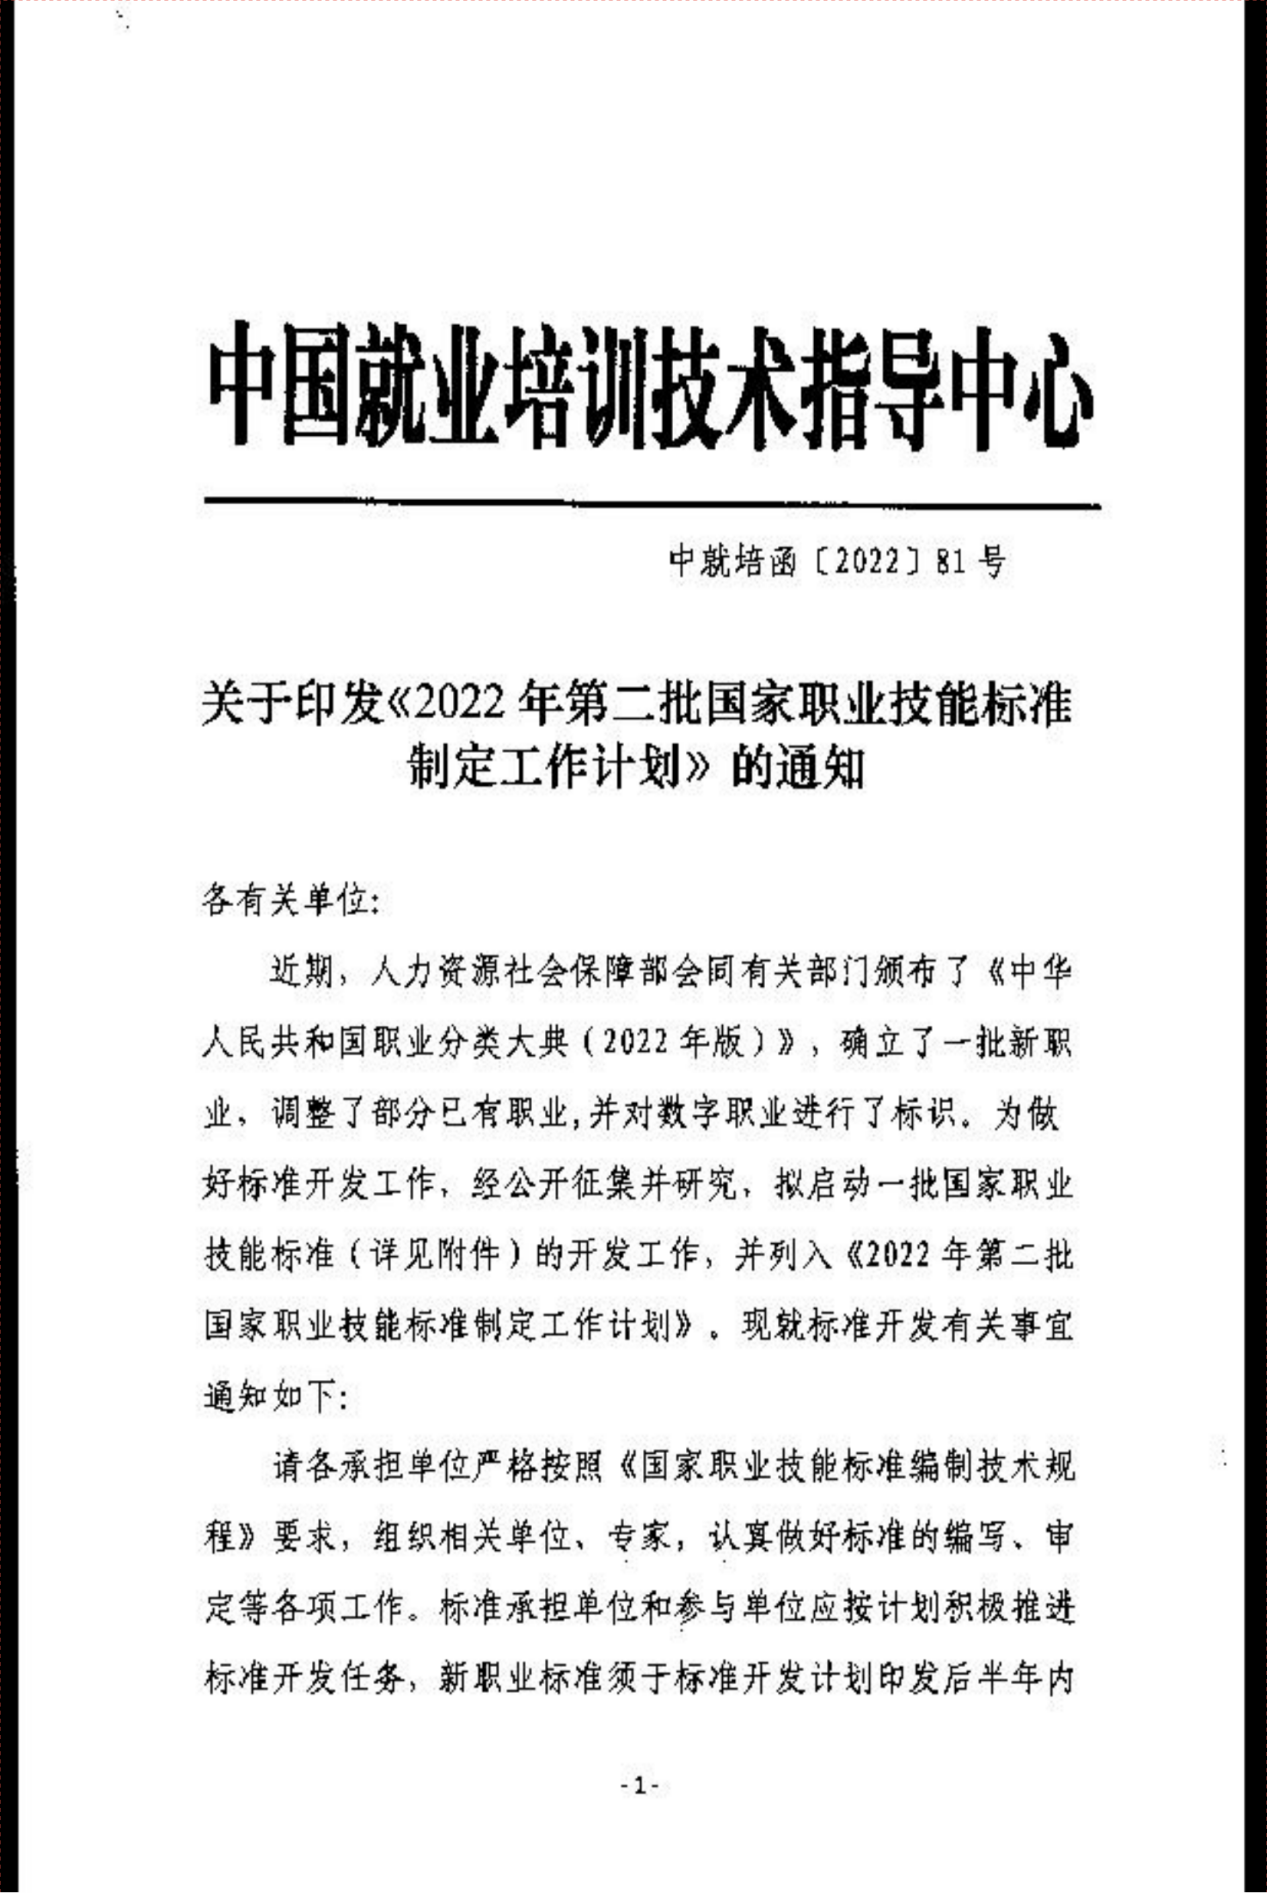 中国就业培训技术指导中心
中就培函〔2022〕81号
关于印发《2022年第二批国家职业技能标准
制定工作计划》的通知
各有关单位:
近期，人力资源社会保障部会同有关部门颁布了《中华
人民共和国职业分类大典(2022年版)》，确立了一批新职
业，调整了部分已有职业,并对数字职业进行了标识。为做
好标准开发工作，经公开征集并研究，拟启动一批国家职业
技能标准(详见附件)的开发工作，并列入《2022年第二批
国家职业技能标准制定工作计划》。现就标准开发有关事宜
通知如下:
请各承担单位严格按照《国家职业技能标准编制技术规
程》要求，组织相关单位、专家，认真做好标准的编写、审
定等各项工作。标准承担单位和参与单位应按计划积极推进
标准开发任务，新职业标准须于标准开发计划印发后半年内
-1-